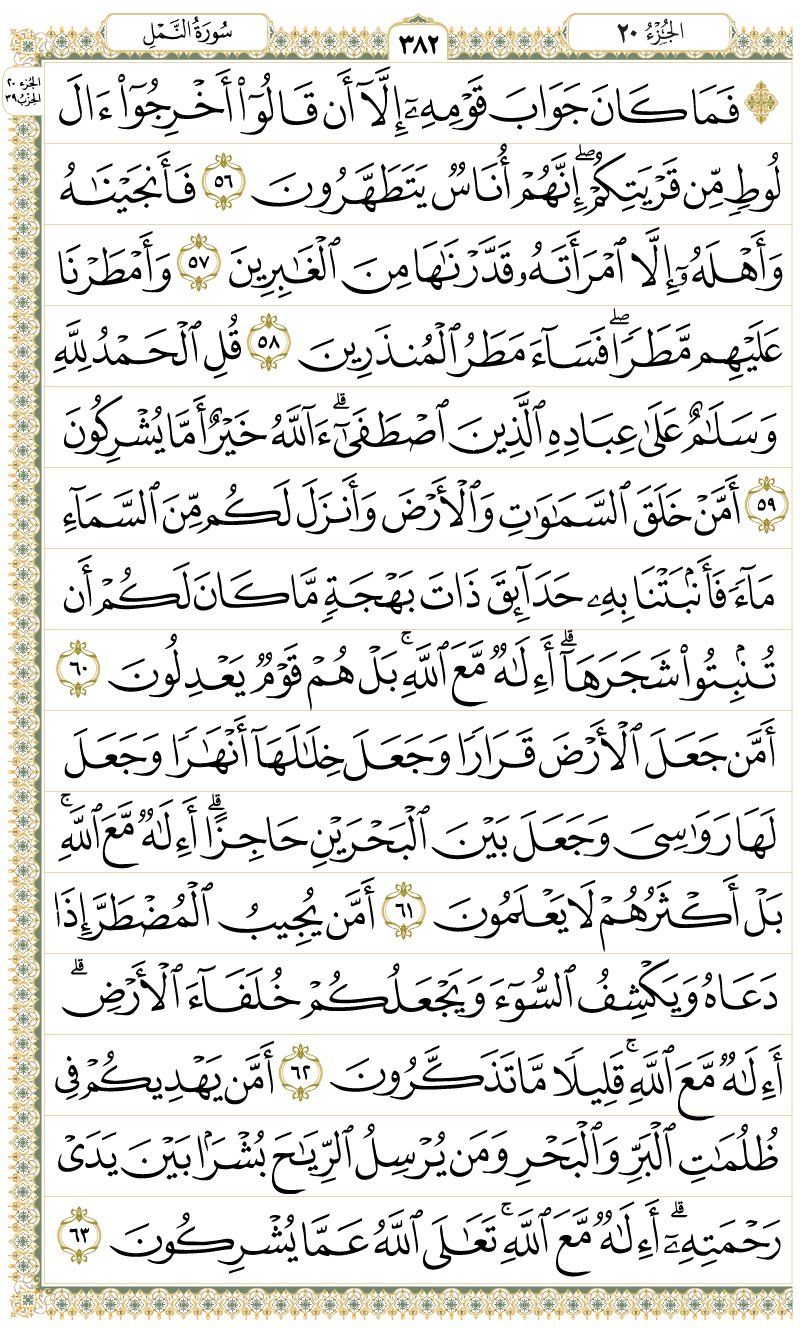 سُورَةُ النَّمْلِ
٣٨٢
الجُزْءُ ٢٠
الجُزء ٢٠
الحِزْب ٣٩
۞ فَمَا كَانَ جَوَابَ قَوْمِهِۦٓ إِلَّآ أَن قَالُوٓا۟ أَخْرِجُوٓا۟ ءَالَ
لُوطٍ مِّن قَرْيَتِكُمْ ۖ إِنَّهُمْ أُنَاسٌ يَتَطَهَّرُونَ ٥٦ فَأَنجَيْنَٰهُ
وَأَهْلَهُۥٓ إِلَّا ٱمْرَأَتَهُۥ قَدَّرْنَٰهَا مِنَ ٱلْغَٰبِرِينَ ٥٧ وَأَمْطَرْنَا
عَلَيْهِم مَّطَرًا ۖ فَسَآءَ مَطَرُ ٱلْمُنذَرِينَ ٥٨ قُلِ ٱلْحَمْدُ لِلَّهِ
وَسَلَٰمٌ عَلَىٰ عِبَادِهِ ٱلَّذِينَ ٱصْطَفَىٰٓ ۗ ءَآللَّهُ خَيْرٌ أَمَّا يُشْرِكُونَ
٥٩ أَمَّنْ خَلَقَ ٱلسَّمَٰوَٰتِ وَٱلْأَرْضَ وَأَنزَلَ لَكُم مِّنَ ٱلسَّمَآءِ
مَآءً فَأَنۢبَتْنَا بِهِۦ حَدَآئِقَ ذَاتَ بَهْجَةٍ مَّا كَانَ لَكُمْ أَن
تُنۢبِتُوا۟ شَجَرَهَآ ۗ أَءِلَٰهٌ مَّعَ ٱللَّهِ ۚ بَلْ هُمْ قَوْمٌ يَعْدِلُونَ ٦٠
أَمَّن جَعَلَ ٱلْأَرْضَ قَرَارًا وَجَعَلَ خِلَٰلَهَآ أَنْهَٰرًا وَجَعَلَ
لَهَا رَوَٰسِىَ وَجَعَلَ بَيْنَ ٱلْبَحْرَيْنِ حَاجِزًا ۗ أَءِلَٰهٌ مَّعَ ٱللَّهِ ۚ
بَلْ أَكْثَرُهُمْ لَا يَعْلَمُونَ ٦١ أَمَّن يُجِيبُ ٱلْمُضْطَرَّ إِذَا
دَعَاهُ وَيَكْشِفُ ٱلسُّوٓءَ وَيَجْعَلُكُمْ خُلَفَآءَ ٱلْأَرْضِ ۗ
أَءِلَٰهٌ مَّعَ ٱللَّهِ ۚ قَلِيلًا مَّا تَذَكَّرُونَ ٦٢ أَمَّن يَهْدِيكُمْ فِى
ظُلُمَٰتِ ٱلْبَرِّ وَٱلْبَحْرِ وَمَن يُرْسِلُ ٱلرِّيَٰحَ بُشْرًۢا بَيْنَ يَدَىْ
رَحْمَتِهِۦٓ ۗ أَءِلَٰهٌ مَّعَ ٱللَّهِ ۚ تَعَٰلَى ٱللَّهُ عَمَّا يُشْرِكُونَ ٦٣